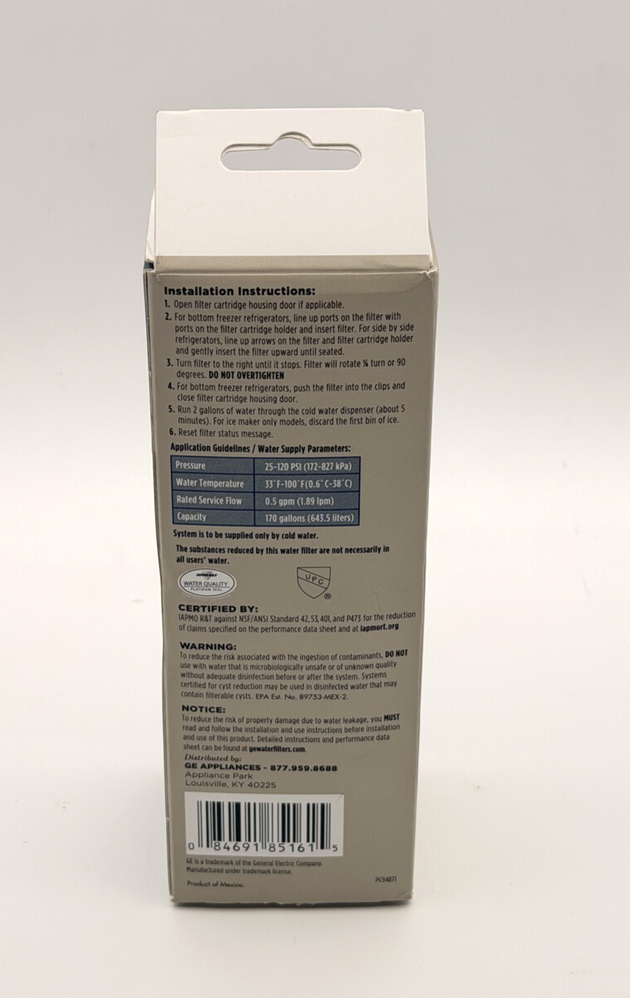 Installation Instructions:
1. Open filter cartridge housing door if applicable.
2. For bottom freezer refrigerators, line up ports on the filter with
ports on the filter cartridge holder and insert filter. For side by side
refrigerators, line up arrows on the filter and filter cartridge holder
and gently insert the filter upward until seated.
3. Turn filter to the right until it stops. Filter will rotate ¼ turn or 90
degrees. DO NOT OVERTIGHTEN
4. For bottom freezer refrigerators, push the filter into the clips and
close filter cartridge housing door.
5. Run 2 gallons of water through the cold water dispenser (about 5
minutes). For ice maker only models, discard the first bin of ice.
6. Reset filter status message.
Application Guidelines / Water Supply Parameters:
Pressure 25-120 PSI (172-827 kPa)
Water Temperature 33°F-100°F(0.6°C-38°C)
Rated Service Flow 0.5 gpm (1.89 lpm)
Capacity 170 gallons (643.5 liters)
System is to be supplied only by cold water.
The substances reduced by this water filter are not necessarily in
all users' water.
WATER QUALITY
PLATINUM SEAL
UPC
®
CERTIFIED BY:
IAPMO R&T against NSF/ANSI Standard 42, 53, 401, and P473 for the reduction
of claims specified on the performance data sheet and at iapmort.org
WARNING:
To reduce the risk associated with the ingestion of contaminants, DO NOT
use with water that is microbiologically unsafe or of unknown quality
without adequate disinfection before or after the system. Systems
certified for cyst reduction may be used in disinfected water that may
contain filterable cysts. EPA Est. No. 89753-MEX-2.
NOTICE:
To reduce the risk of property damage due to water leakage, you MUST
read and follow the installation and use instructions before installation
and use of this product. Detailed instructions and performance data
sheet can be found at gewaterfilters.com.
Distributed by:
GE APPLIANCES - 877.959.8688
Appliance Park
Louisville, KY 40225
0 84691 85161 5
GE is a trademark of the General Electric Company.
Manufactured under trademark license.
Product of Mexico.
PC94871